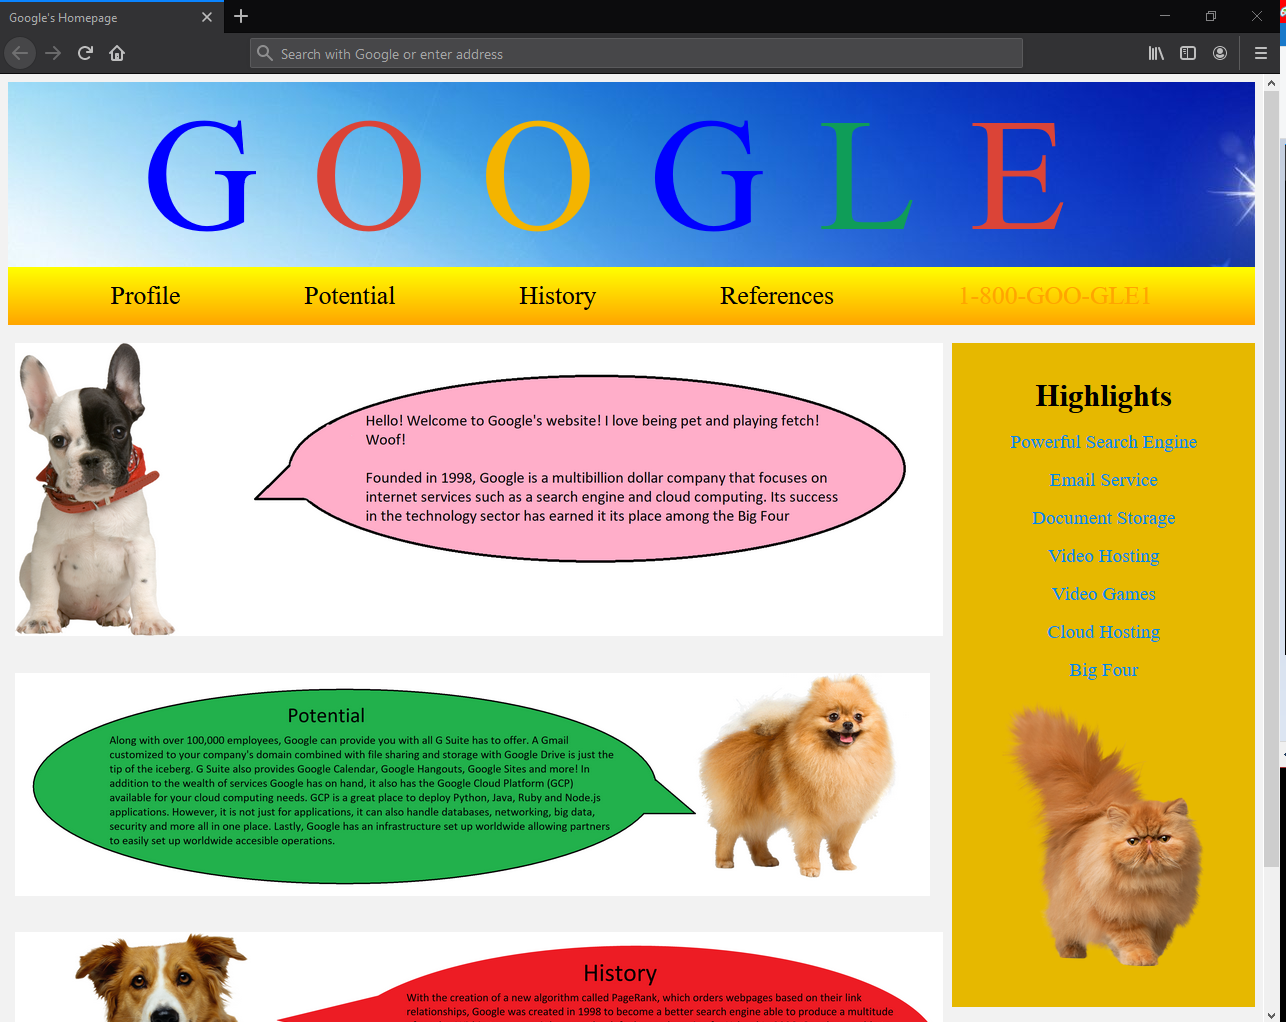 Google's Homepage
Search with Google or enter address
G O O G L E
Profile Potential History References 1-800-GOO-GLE1
Hello! Welcome to Google's website! I love being pet and playing fetch!
Woof!
Founded in 1998, Google is a multibillion dollar company that focuses on
internet services such as a search engine and cloud computing. Its success
in the technology sector has earned it its place among the Big Four
Highlights
Powerful Search Engine
Email Service
Document Storage
Video Hosting
Video Games
Cloud Hosting
Big Four
Potential
Along with over 100,000 employees, Google can provide you with all G Suite has to offer. A Gmail
customized to your company's domain combined with file sharing and storage with Google Drive is just the
tip of the iceberg. G Suite also provides Google Calendar, Google Hangouts, Google Sites and more! In
addition to the wealth of services Google has on hand, it also has the Google Cloud Platform (GCP)
available for your cloud computing needs. GCP is a great place to deploy Python, Java, Ruby and Node.js
applications. However, it is not just for applications, it can also handle databases, networking, big data,
security and more all in one place. Lastly, Google has an infrastructure set up worldwide allowing partners
to easily set up worldwide accesible operations.
History
With the creation of a new algorithm called PageRank, which orders webpages based on their link
relationships, Google was created in 1998 to become a better search engine able to produce a multitude